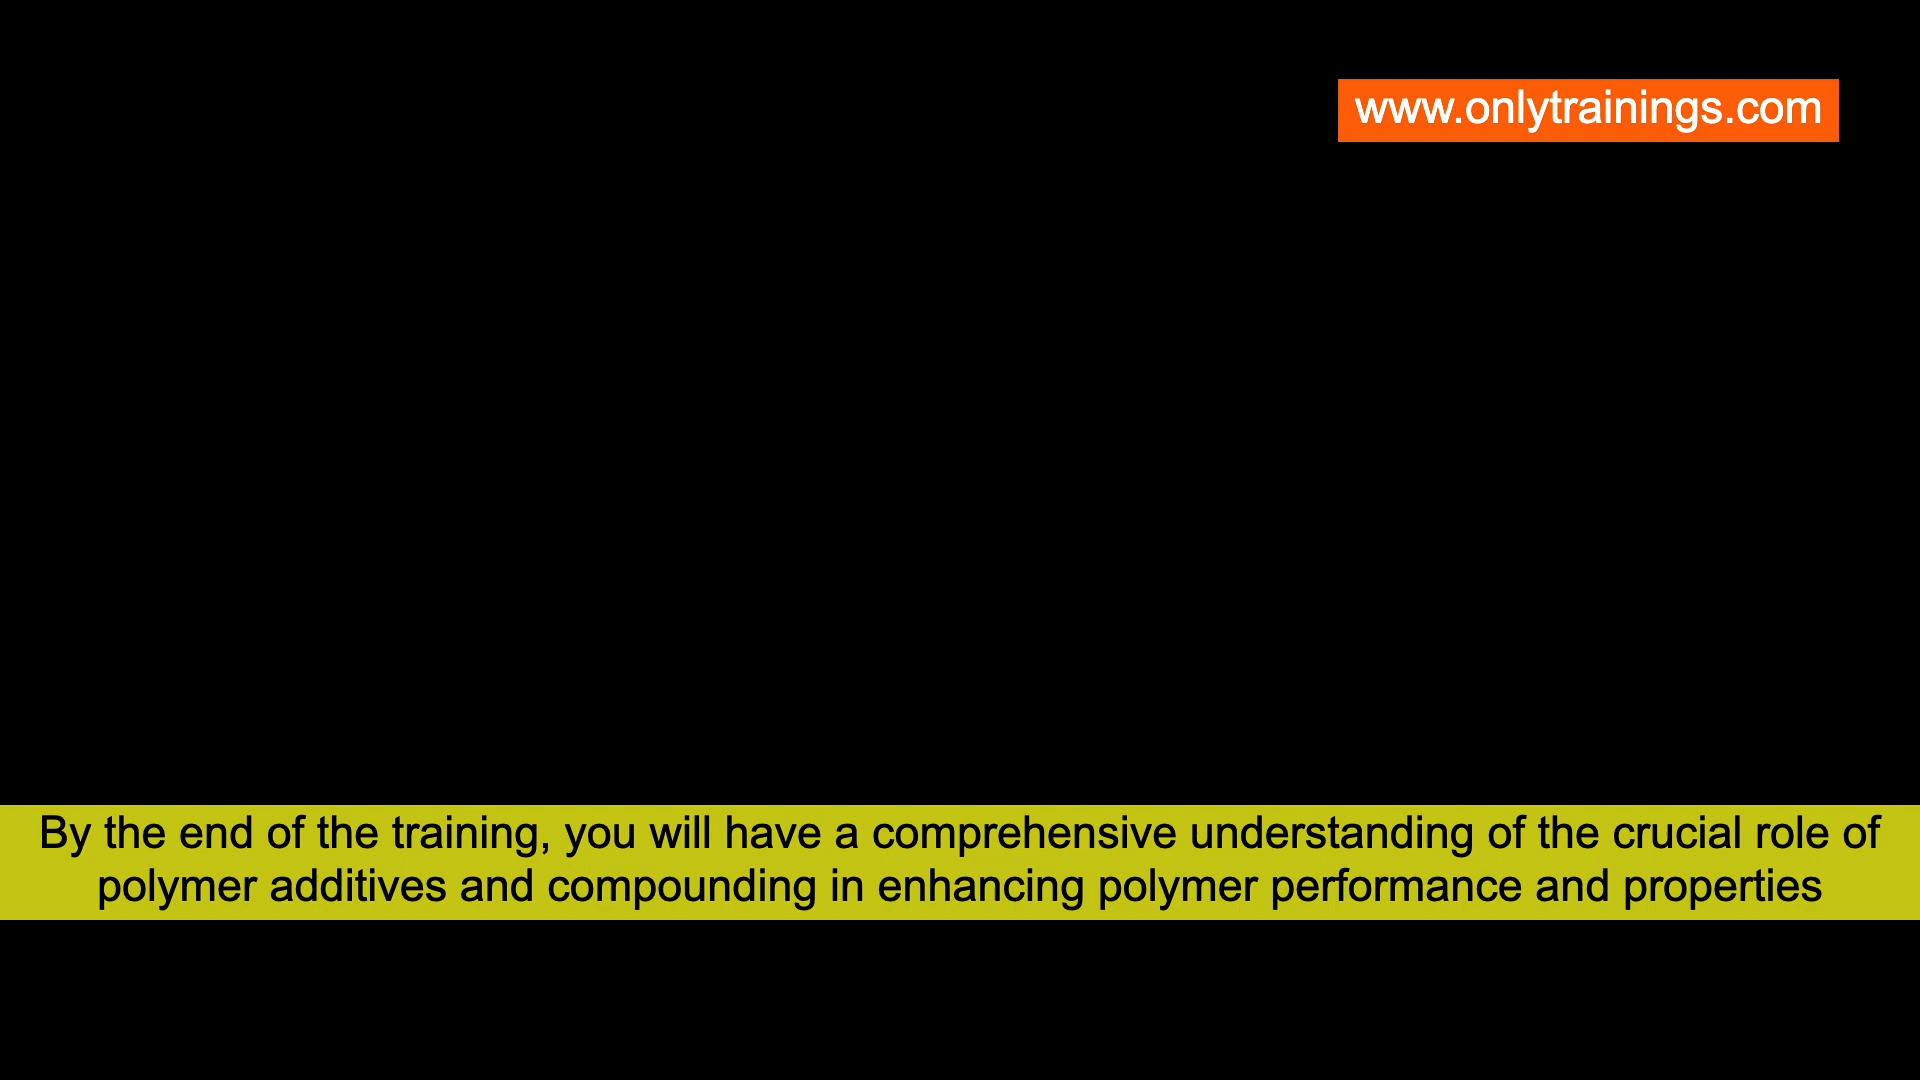 www.onlytrainings.com
By the end of the training, you will have a comprehensive understanding of the crucial role of
polymer additives and compounding in enhancing polymer performance and properties